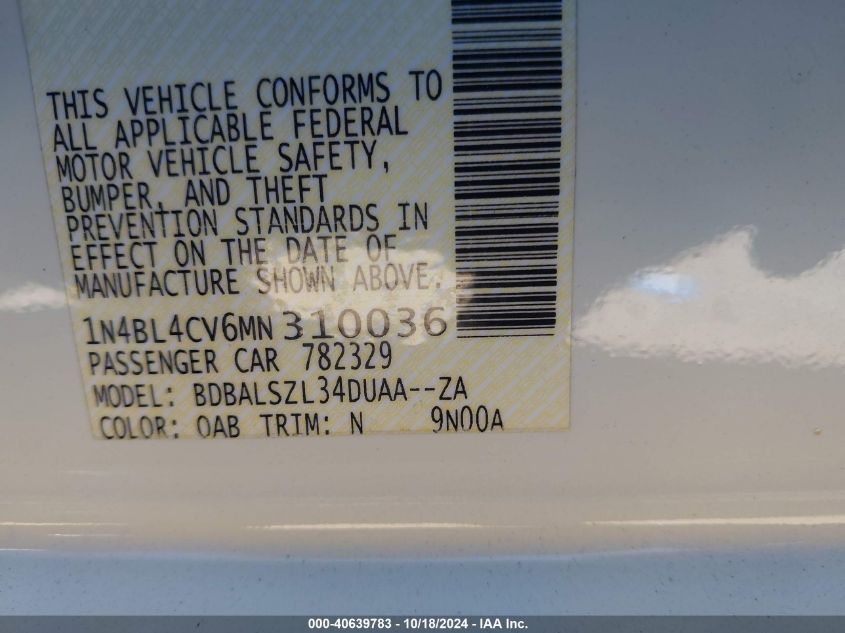 THIS VEHICLE CONFORMS TO
ALL APPLICABLE FEDERAL
MOTOR VEHICLE SAFETY,
BUMPER, AND THEFT
PREVENTION STANDARDS IN
EFFECT ON THE DATE OF
MANUFACTURE SHOWN ABOVE.
1N4BL4CV6MN310036
PASSENGER CAR 782329
MODEL: BDBALSZL34DUAA--ZA
COLOR: QAB TRIM: N 9N00A
000-40639783 - 10/18/2024 - IAA Inc.